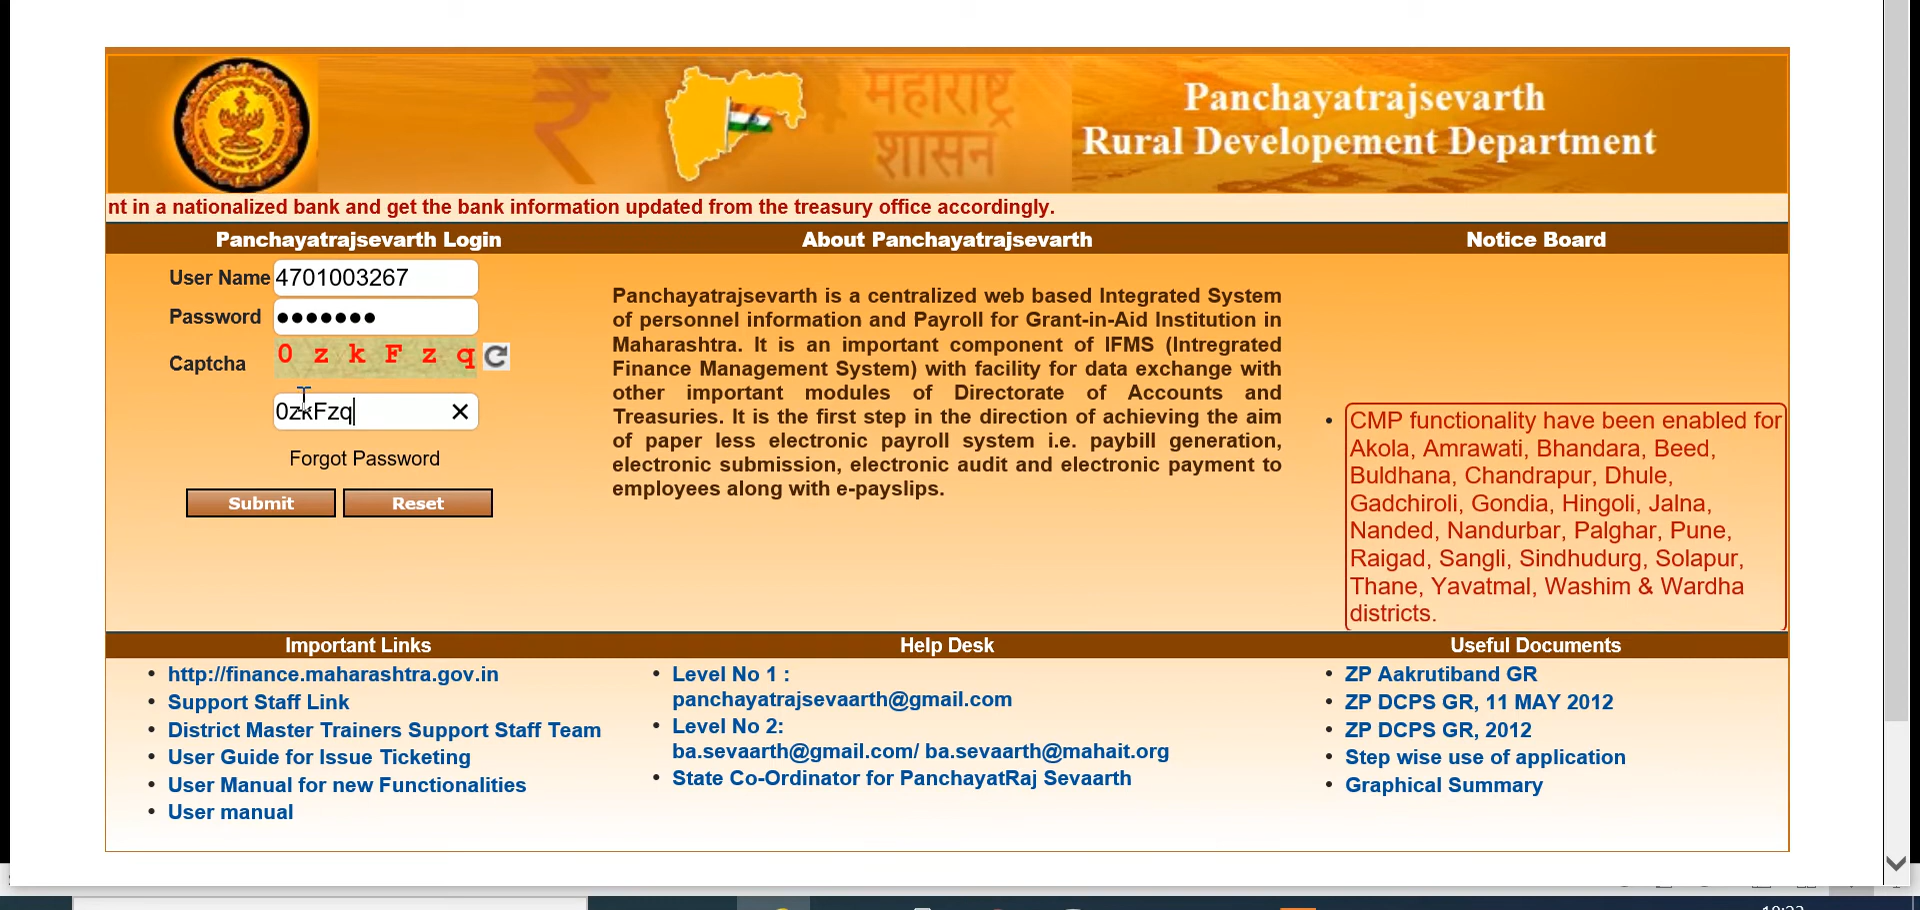 महाराष्ट्र
शासन
Panchayatrajsevarth
Rural Developement Department
nt in a nationalized bank and get the bank information updated from the treasury office accordingly.
Panchayatrajsevarth Login
User Name 4701003267
Password •••••••
Captcha 0 z k F z q
0zkFzq
Forgot Password
Submit Reset
About Panchayatrajsevarth
Panchayatrajsevarth is a centralized web based Integrated System
of personnel information and Payroll for Grant-in-Aid Institution in
Maharashtra. It is an important component of IFMS (Intregrated
Finance Management System) with facility for data exchange with
other important modules of Directorate of Accounts and
Treasuries. It is the first step in the direction of achieving the aim
of paper less electronic payroll system i.e. paybill generation,
electronic submission, electronic audit and electronic payment to
employees along with e-payslips.
Notice Board
• CMP functionality have been enabled for
Akola, Amrawati, Bhandara, Beed,
Buldhana, Chandrapur, Dhule,
Gadchiroli, Gondia, Hingoli, Jalna,
Nanded, Nandurbar, Palghar, Pune,
Raigad, Sangli, Sindhudurg, Solapur,
Thane, Yavatmal, Washim & Wardha
districts.
Important Links
• http://finance.maharashtra.gov.in
• Support Staff Link
• District Master Trainers Support Staff Team
• User Guide for Issue Ticketing
• User Manual for new Functionalities
• User manual
Help Desk
• Level No 1 :
panchayatrajsevaarth@gmail.com
• Level No 2:
ba.sevaarth@gmail.com/ ba.sevaarth@mahait.org
• State Co-Ordinator for PanchayatRaj Sevaarth
Useful Documents
• ZP Aakrutiband GR
• ZP DCPS GR, 11 MAY 2012
• ZP DCPS GR, 2012
• Step wise use of application
• Graphical Summary